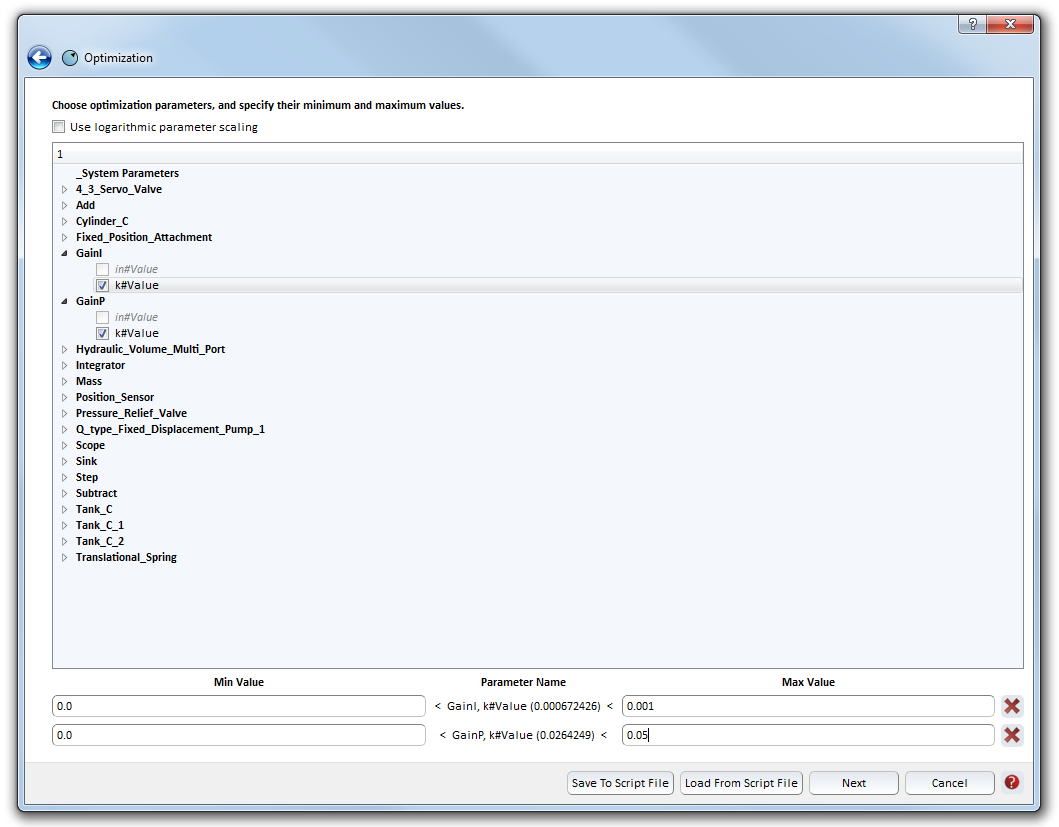 ?
Optimization
Choose optimization parameters, and specify their minimum and maximum values.
Use logarithmic parameter scaling
1
_System Parameters
4_3_Servo_Valve
Add
Cylinder_C
Fixed_Position_Attachment
GainI
in#Value
k#Value
GainP
in#Value
k#Value
Hydraulic_Volume_Multi_Port
Integrator
Mass
Position_Sensor
Pressure_Relief_Valve
Q_type_Fixed_Displacement_Pump_1
Scope
Sink
Step
Subtract
Tank_C
Tank_C_1
Tank_C_2
Translational_Spring
Min Value Parameter Name Max Value
0.0 < GainI, k#Value (0.000672426) < 0.001
0.0 < GainP, k#Value (0.0264249) < 0.05
Save To Script File Load From Script File Next Cancel ?